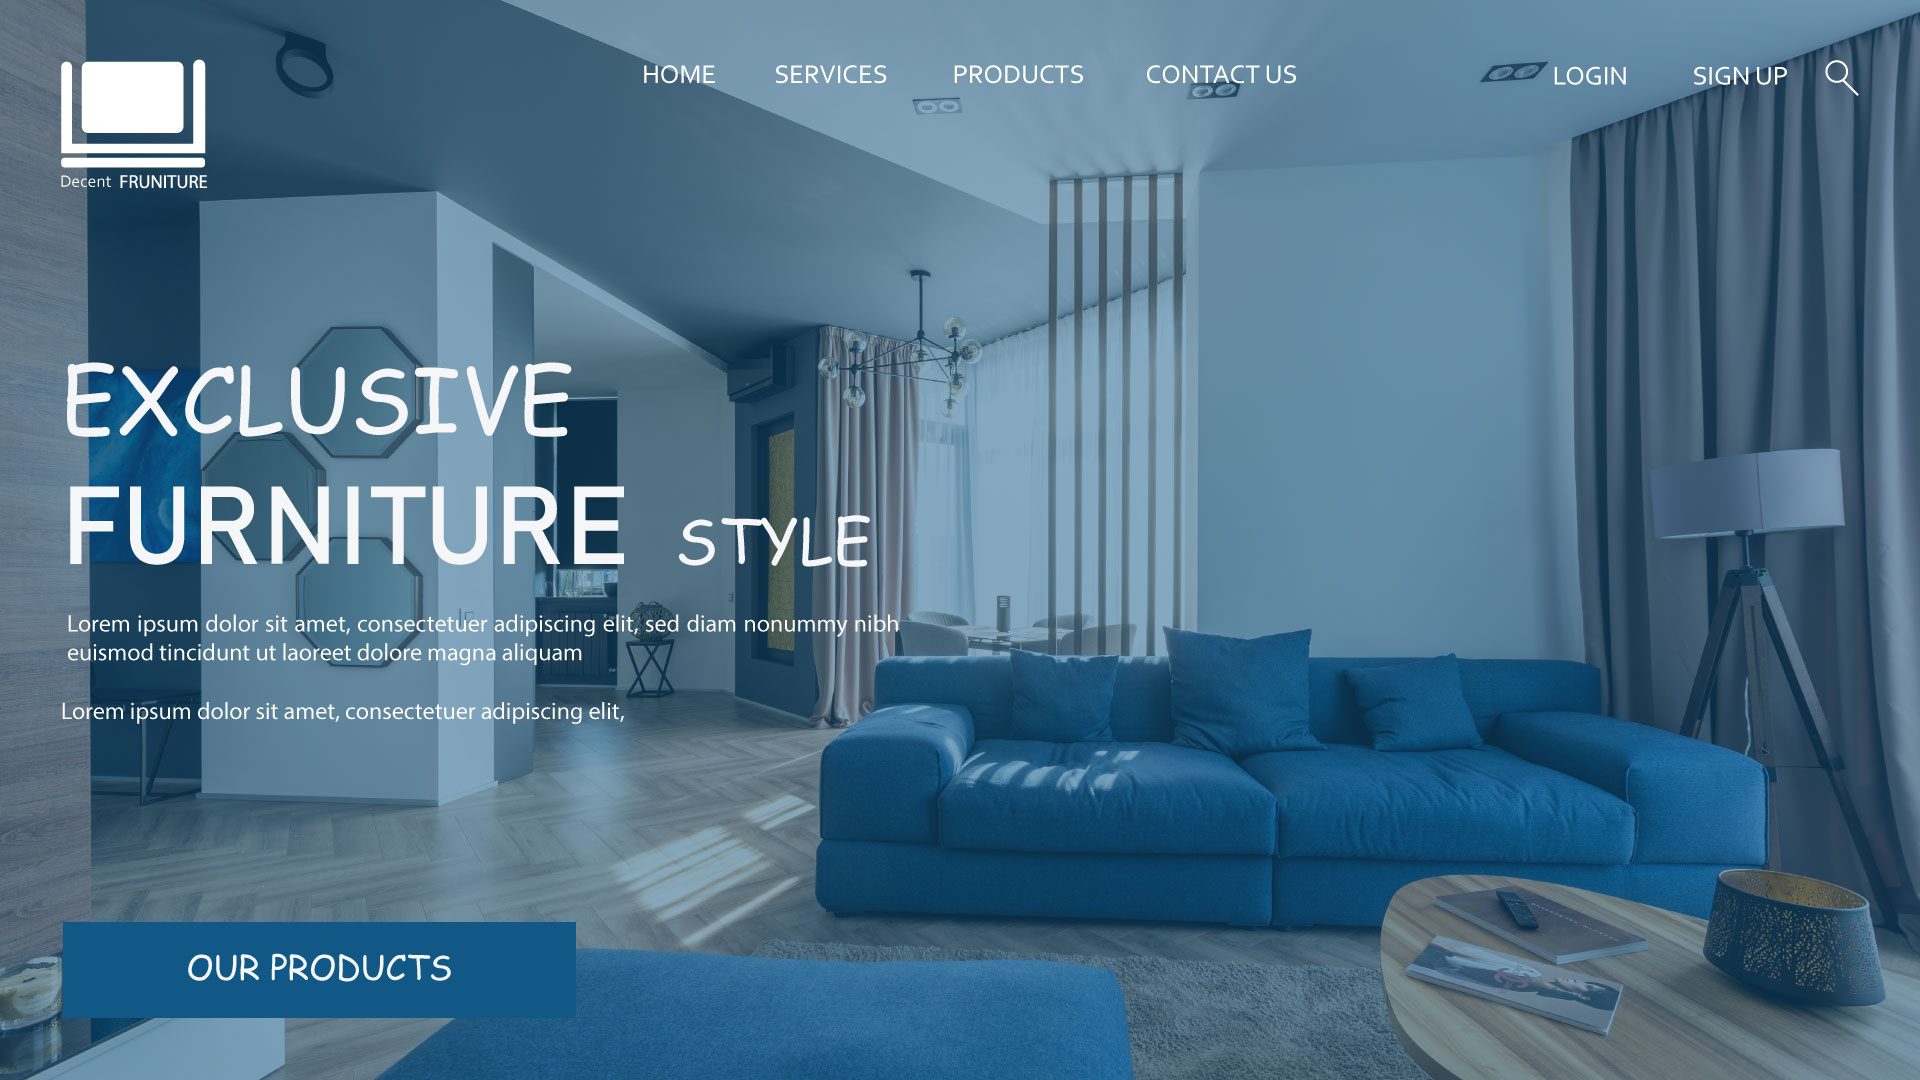 HOME SERVICES PRODUCTS CONTACT US LOGIN SIGN UP
Decent FRUNITURE
EXCLUSIVE
FURNITURE STYLE
Lorem ipsum dolor sit amet, consectetuer adipiscing elit, sed diam nonummy nibh
euismod tincidunt ut laoreet dolore magna aliquam
Lorem ipsum dolor sit amet, consectetuer adipiscing elit,
OUR PRODUCTS